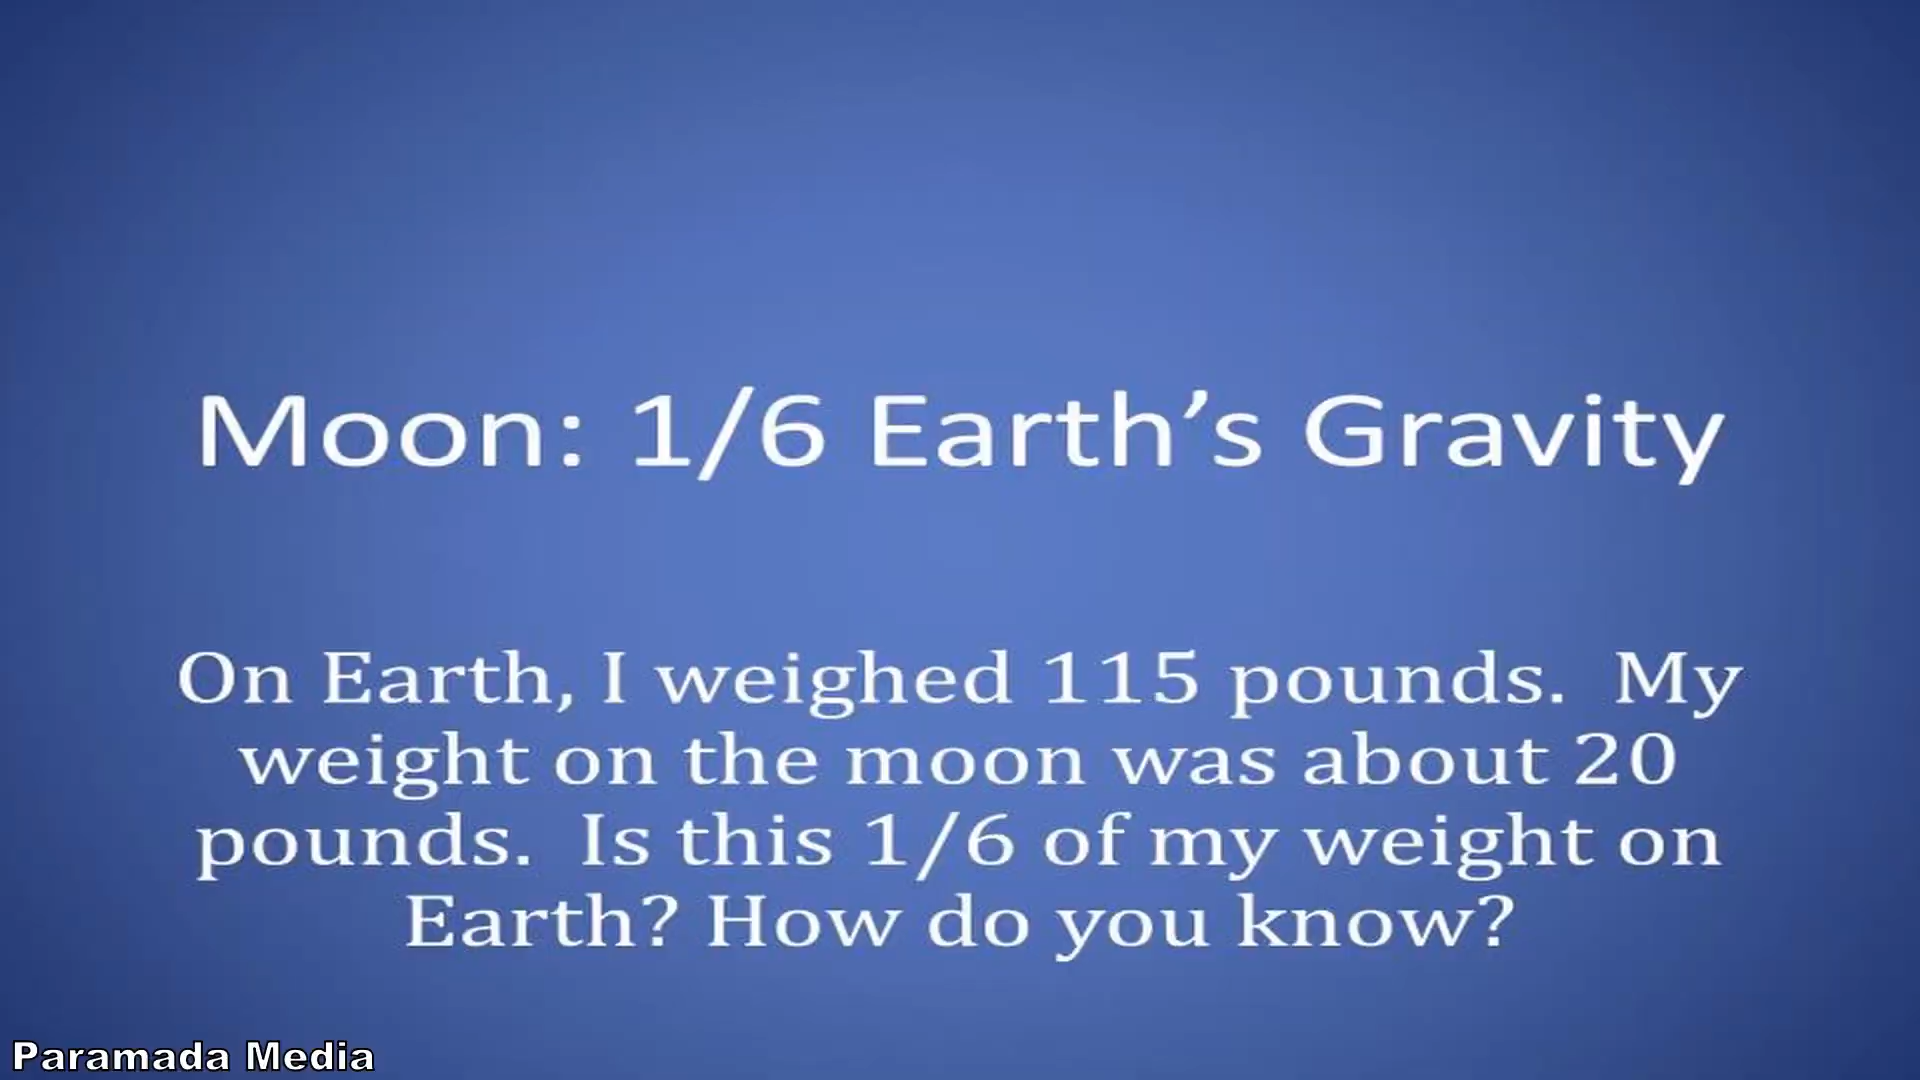 Moon: 1/6 Earth’s Gravity
On Earth, I weighed 115 pounds.  My
weight on the moon was about 20
pounds.  Is this 1/6 of my weight on
Earth? How do you know?
Paramada Media